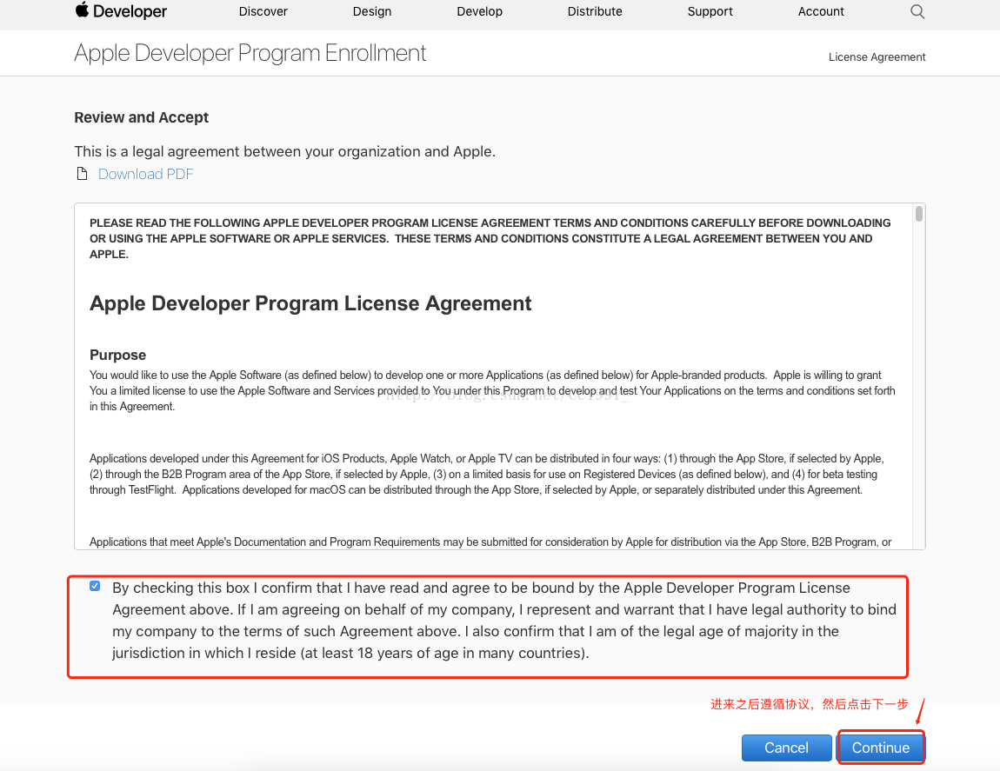 Developer Discover Design Develop Distribute Support Account
Apple Developer Program Enrollment
License Agreement
Review and Accept
This is a legal agreement between your organization and Apple.
Download PDF
PLEASE READ THE FOLLOWING APPLE DEVELOPER PROGRAM LICENSE AGREEMENT TERMS AND CONDITIONS CAREFULLY BEFORE DOWNLOADING
OR USING THE APPLE SOFTWARE OR APPLE SERVICES.  THESE TERMS AND CONDITIONS CONSTITUTE A LEGAL AGREEMENT BETWEEN YOU AND
APPLE.
Apple Developer Program License Agreement
Purpose
You would like to use the Apple Software (as defined below) to develop one or more Applications (as defined below) for Apple-branded products.  Apple is willing to grant
You a limited license to use the Apple Software and Services provided to You under this Program to develop and test Your Applications on the terms and conditions set forth
in this Agreement.
Applications developed under this Agreement for iOS Products, Apple Watch, or Apple TV can be distributed in four ways: (1) through the App Store, if selected by Apple,
(2) through the B2B Program area of the App Store, if selected by Apple, (3) on a limited basis for use on Registered Devices (as defined below), and (4) for beta testing
through TestFlight.  Applications developed for macOS can be distributed through the App Store, if selected by Apple, or separately distributed under this Agreement.
Applications that meet Apple's Documentation and Program Requirements may be submitted for consideration by Apple for distribution via the App Store, B2B Program, or
By checking this box I confirm that I have read and agree to be bound by the Apple Developer Program License
Agreement above. If I am agreeing on behalf of my company, I represent and warrant that I have legal authority to bind
my company to the terms of such Agreement above. I also confirm that I am of the legal age of majority in the
jurisdiction in which I reside (at least 18 years of age in many countries).
进来之后遵循协议，然后点击下一步
Cancel Continue